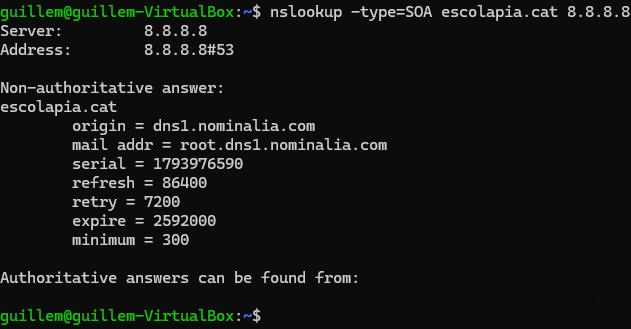 guillem@guillem-VirtualBox:~$ nslookup -type=SOA escolapia.cat 8.8.8.8
Server:         8.8.8.8
Address:        8.8.8.8#53

Non-authoritative answer:
escolapia.cat
        origin = dns1.nominalia.com
        mail addr = root.dns1.nominalia.com
        serial = 1793976590
        refresh = 86400
        retry = 7200
        expire = 2592000
        minimum = 300

Authoritative answers can be found from:

guillem@guillem-VirtualBox:~$